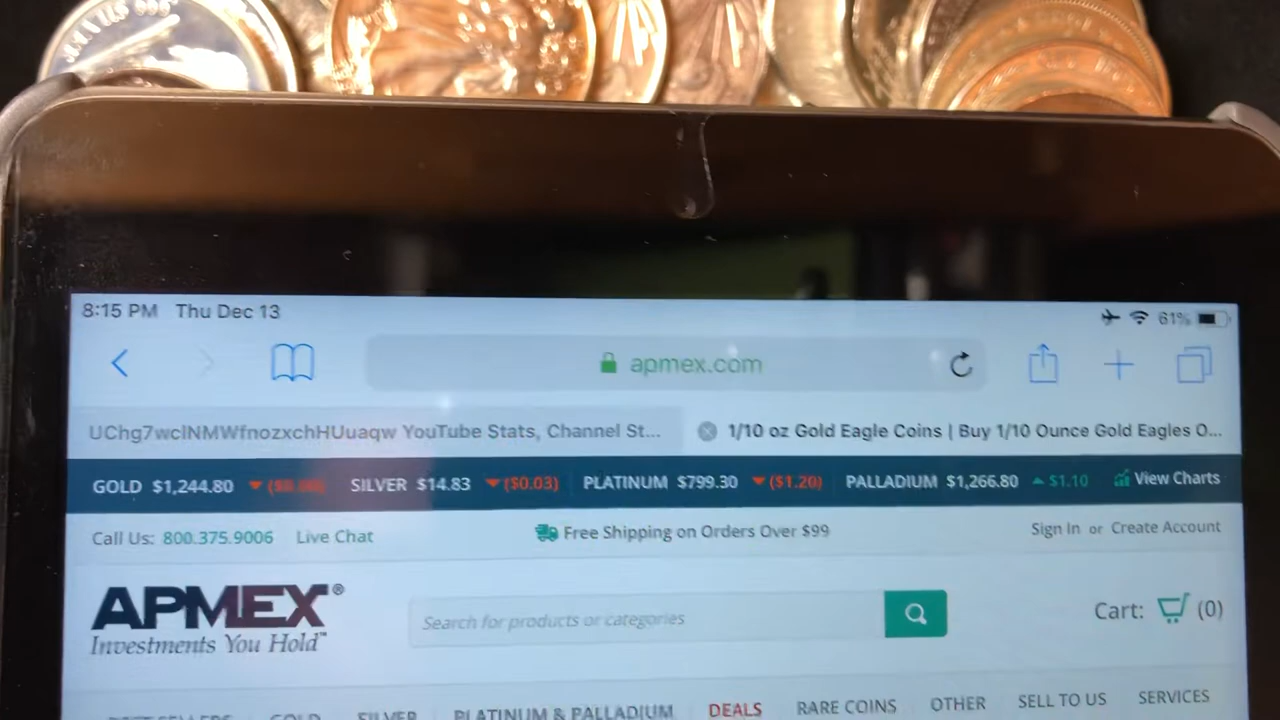 8:15 PM Thu Dec 13
61%
apmex.com
UChg7wclNMWfnozxchHUuaqw YouTube Stats, Channel St...
1/10 oz Gold Eagle Coins | Buy 1/10 Ounce Gold Eagles O...
GOLD $1,244.80 SILVER $14.83 ($0.03) PLATINUM $799.30 ($1.20) PALLADIUM $1,266.80 $1.10 View Charts
Call Us: 800.375.9006 Live Chat Free Shipping on Orders Over $99 Sign In or Create Account
APMEX®
Investments You Hold™
Search for products or categories
Cart: (0)
BEST SELLERS GOLD SILVER PLATINUM & PALLADIUM DEALS RARE COINS OTHER SELL TO US SERVICES